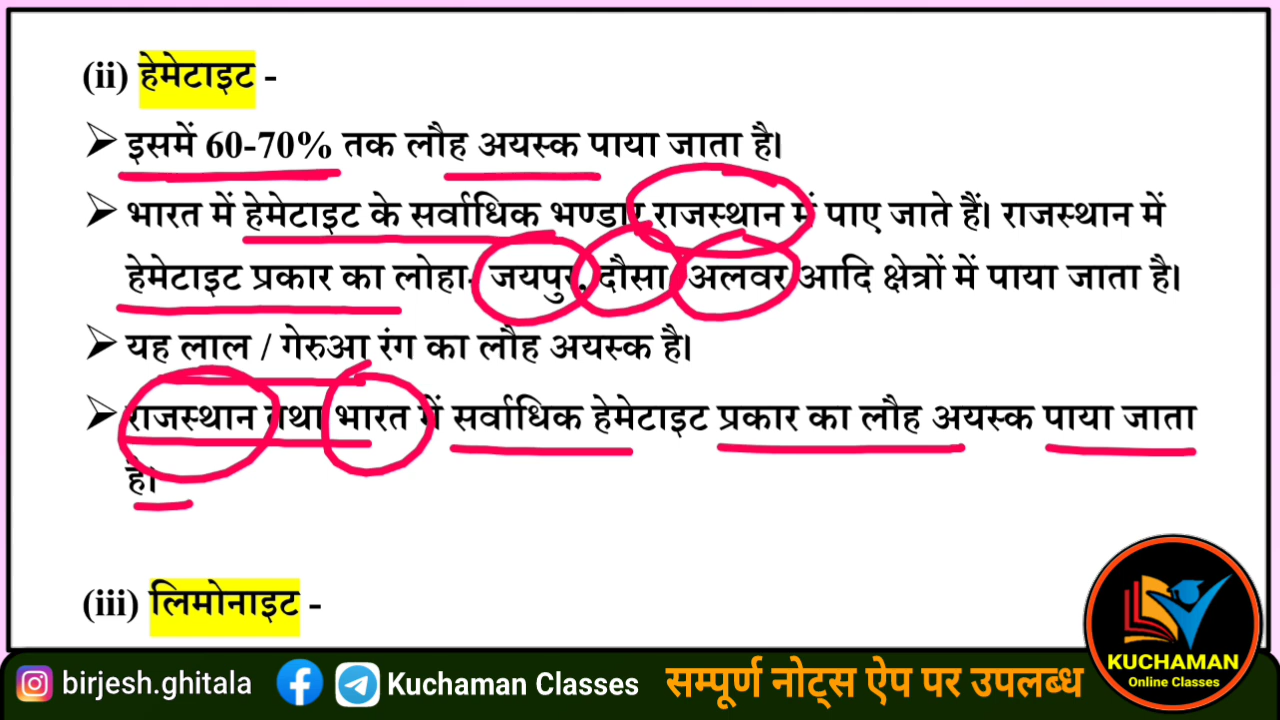 (ii) हेमेटाइट -
➢ इसमें 60-70% तक लौह अयस्क पाया जाता है।
➢ भारत में हेमेटाइट के सर्वाधिक भण्डार राजस्थान में पाए जाते हैं। राजस्थान में
हेमेटाइट प्रकार का लोहा- जयपुर, दौसा, अलवर आदि क्षेत्रों में पाया जाता है।
➢ यह लाल / गेरुआ रंग का लौह अयस्क है।
➢ राजस्थान तथा भारत में सर्वाधिक हेमेटाइट प्रकार का लौह अयस्क पाया जाता
है।
(iii) लिमोनाइट -
KUCHAMAN
Online Classes
birjesh.ghitala Kuchaman Classes सम्पूर्ण नोट्स ऐप पर उपलब्ध